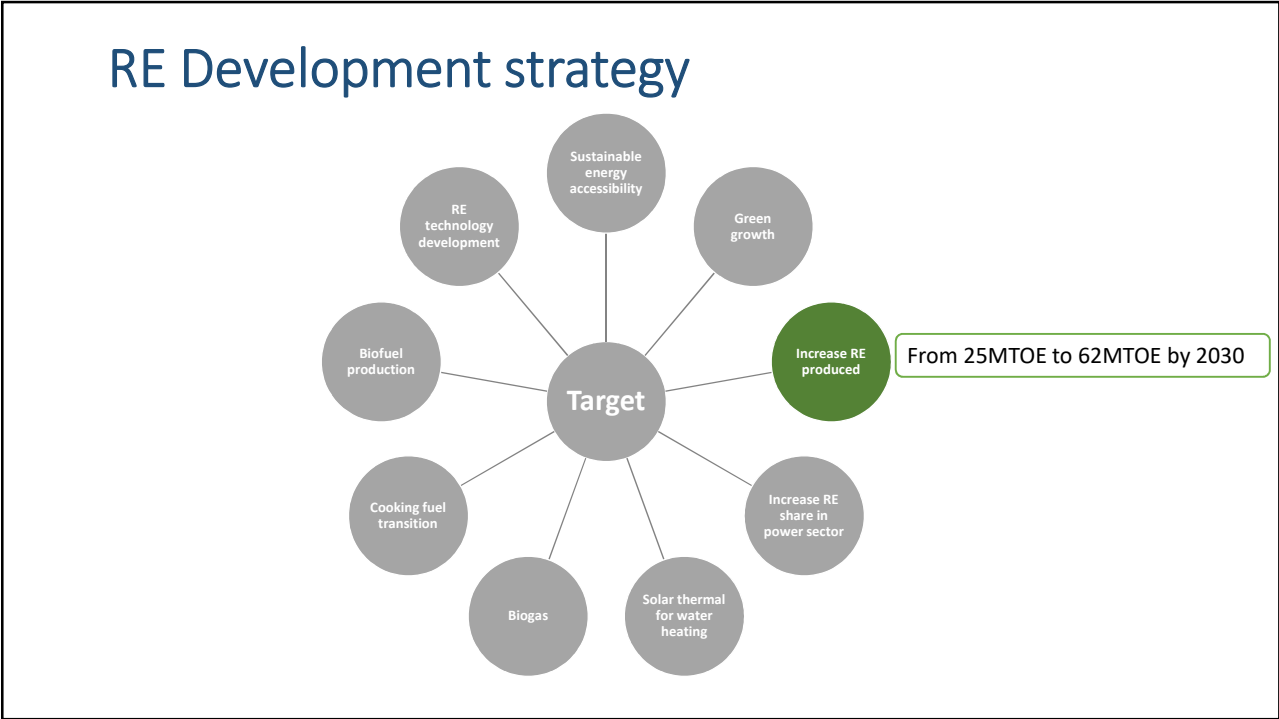 RE Development strategy
Sustainable
energy
accessibility
Green
growth
Increase RE
produced
From 25MTOE to 62MTOE by 2030
Increase RE
share in
power sector
Solar thermal
for water
heating
Biogas
Cooking fuel
transition
Biofuel
production
RE
technology
development
Target